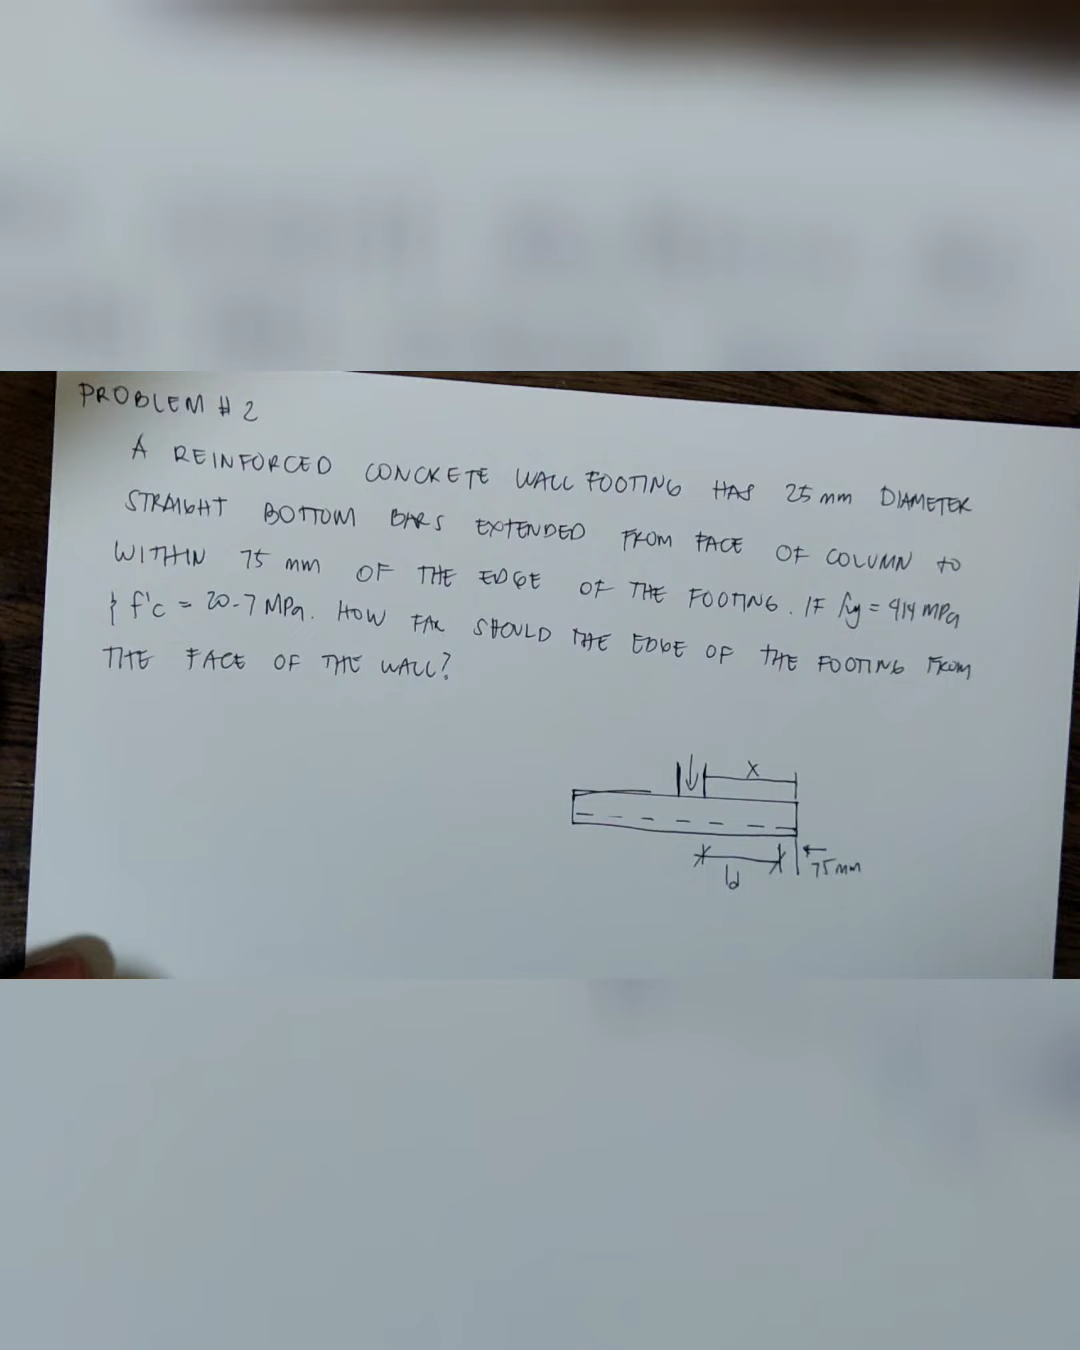 PROBLEM # 2
A REINFORCED CONCRETE WALL FOOTING HAS 25 mm DIAMETER
STRAIGHT BOTTOM BARS EXTENDED FROM FACE OF COLUMN TO
WITHIN 75 mm OF THE EDGE OF THE FOOTING. IF fy = 414 MPa
& f'c = 20.7 MPa. HOW FAR SHOULD THE EDGE OF THE FOOTING FROM
THE FACE OF THE WALL?
x
ld
75mm